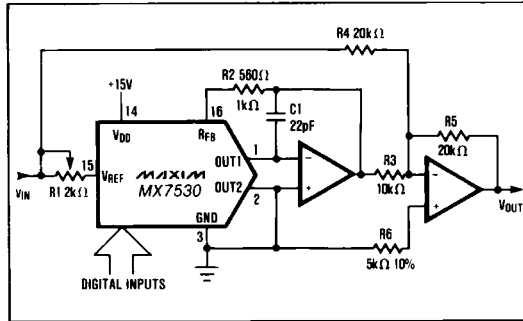 R4 20kΩ
+15V
R2 560Ω
14
16
1kΩ
C1
22pF
R5
20kΩ
VDD
RFB
1
OUT1
15
VREF
MAXIM
MX7530
R1 2kΩ
VIN
OUT2
2
R3
10kΩ
−
+
−
+
VOUT
GND
3
R6
5kΩ 10%
DIGITAL INPUTS